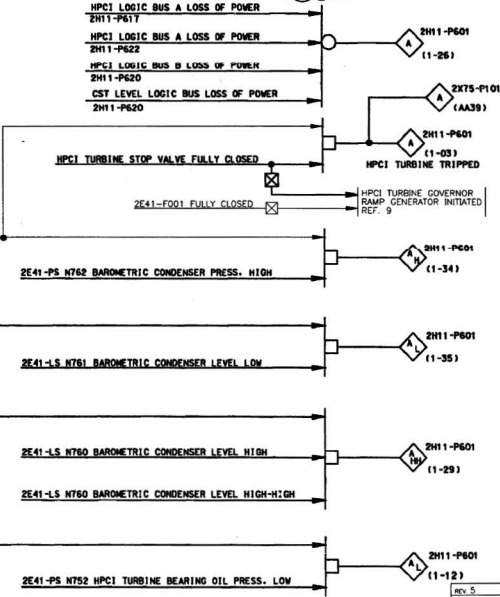 HPCI LOGIC BUS A LOSS OF POWER
2H11-P617
HPCI LOGIC BUS A LOSS OF POWER
2H11-P622
HPCI LOGIC BUS B LOSS OF POWER
2H11-P620
CST LEVEL LOGIC BUS LOSS OF POWER
2H11-P620
2H11-P601
A
(1-26)
2X75-P101
A
(AA39)
2H11-P601
A
(1-03)
HPCI TURBINE TRIPPED
HPCI TURBINE STOP VALVE FULLY CLOSED
HPCI TURBINE GOVERNOR
RAMP GENERATOR INITIATED
REF. 9
2E41-F001 FULLY CLOSED
2H11-P601
A H
(1-34)
2E41-PS N762 BAROMETRIC CONDENSER PRESS. HIGH
2H11-P601
A L
(1-35)
2E41-LS N761 BAROMETRIC CONDENSER LEVEL LOW
2E41-LS N760 BAROMETRIC CONDENSER LEVEL HIGH
2H11-P601
A HH
(1-29)
2E41-LS N760 BAROMETRIC CONDENSER LEVEL HIGH-HIGH
2H11-P601
A L
(1-12)
2E41-PS N752 HPCI TURBINE BEARING OIL PRESS. LOW
REV. 5